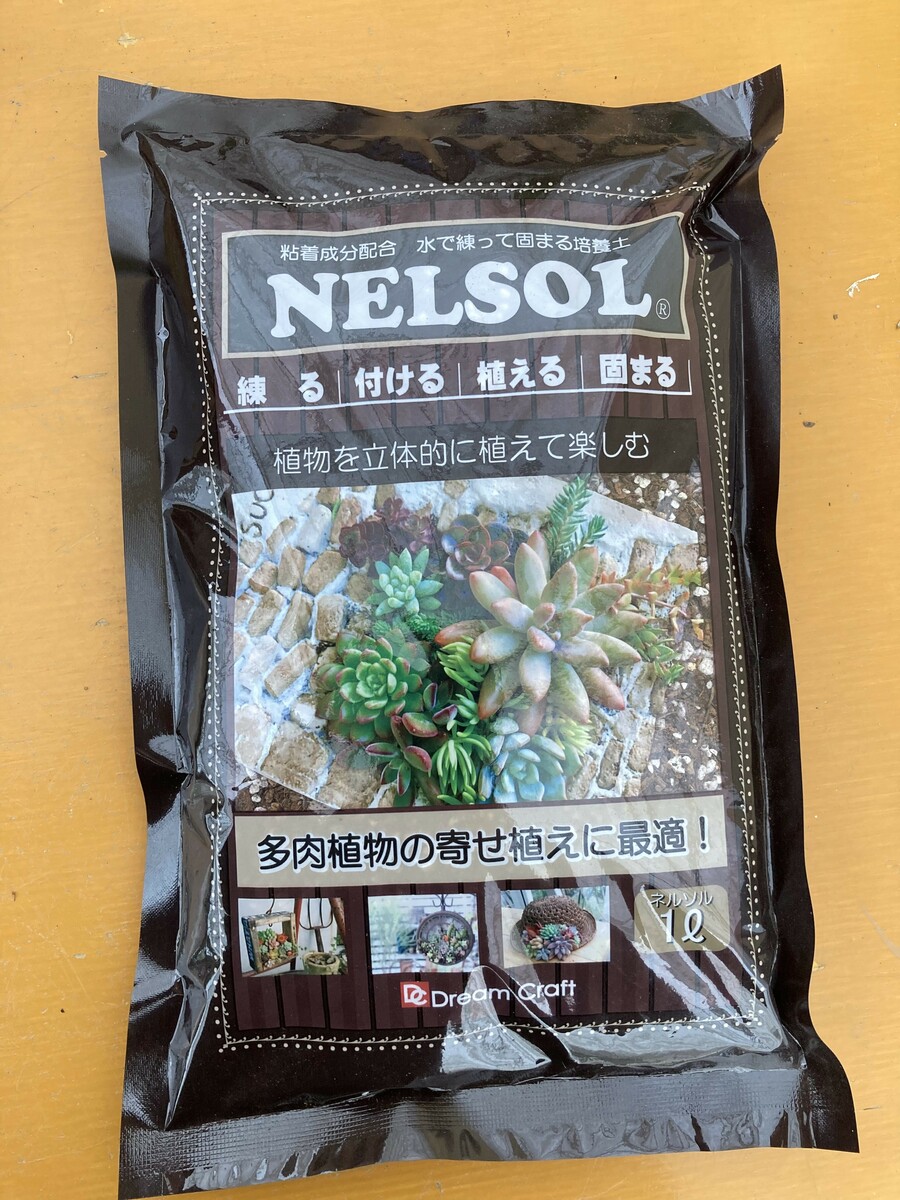 粘着成分配合 水で練って固まる培養土
NELSOL®
練る 付ける 植える 固まる
植物を立体的に植えて楽しむ
suc
多肉植物の寄せ植えに最適!
ネルソル
1ℓ
DC Dream Craft